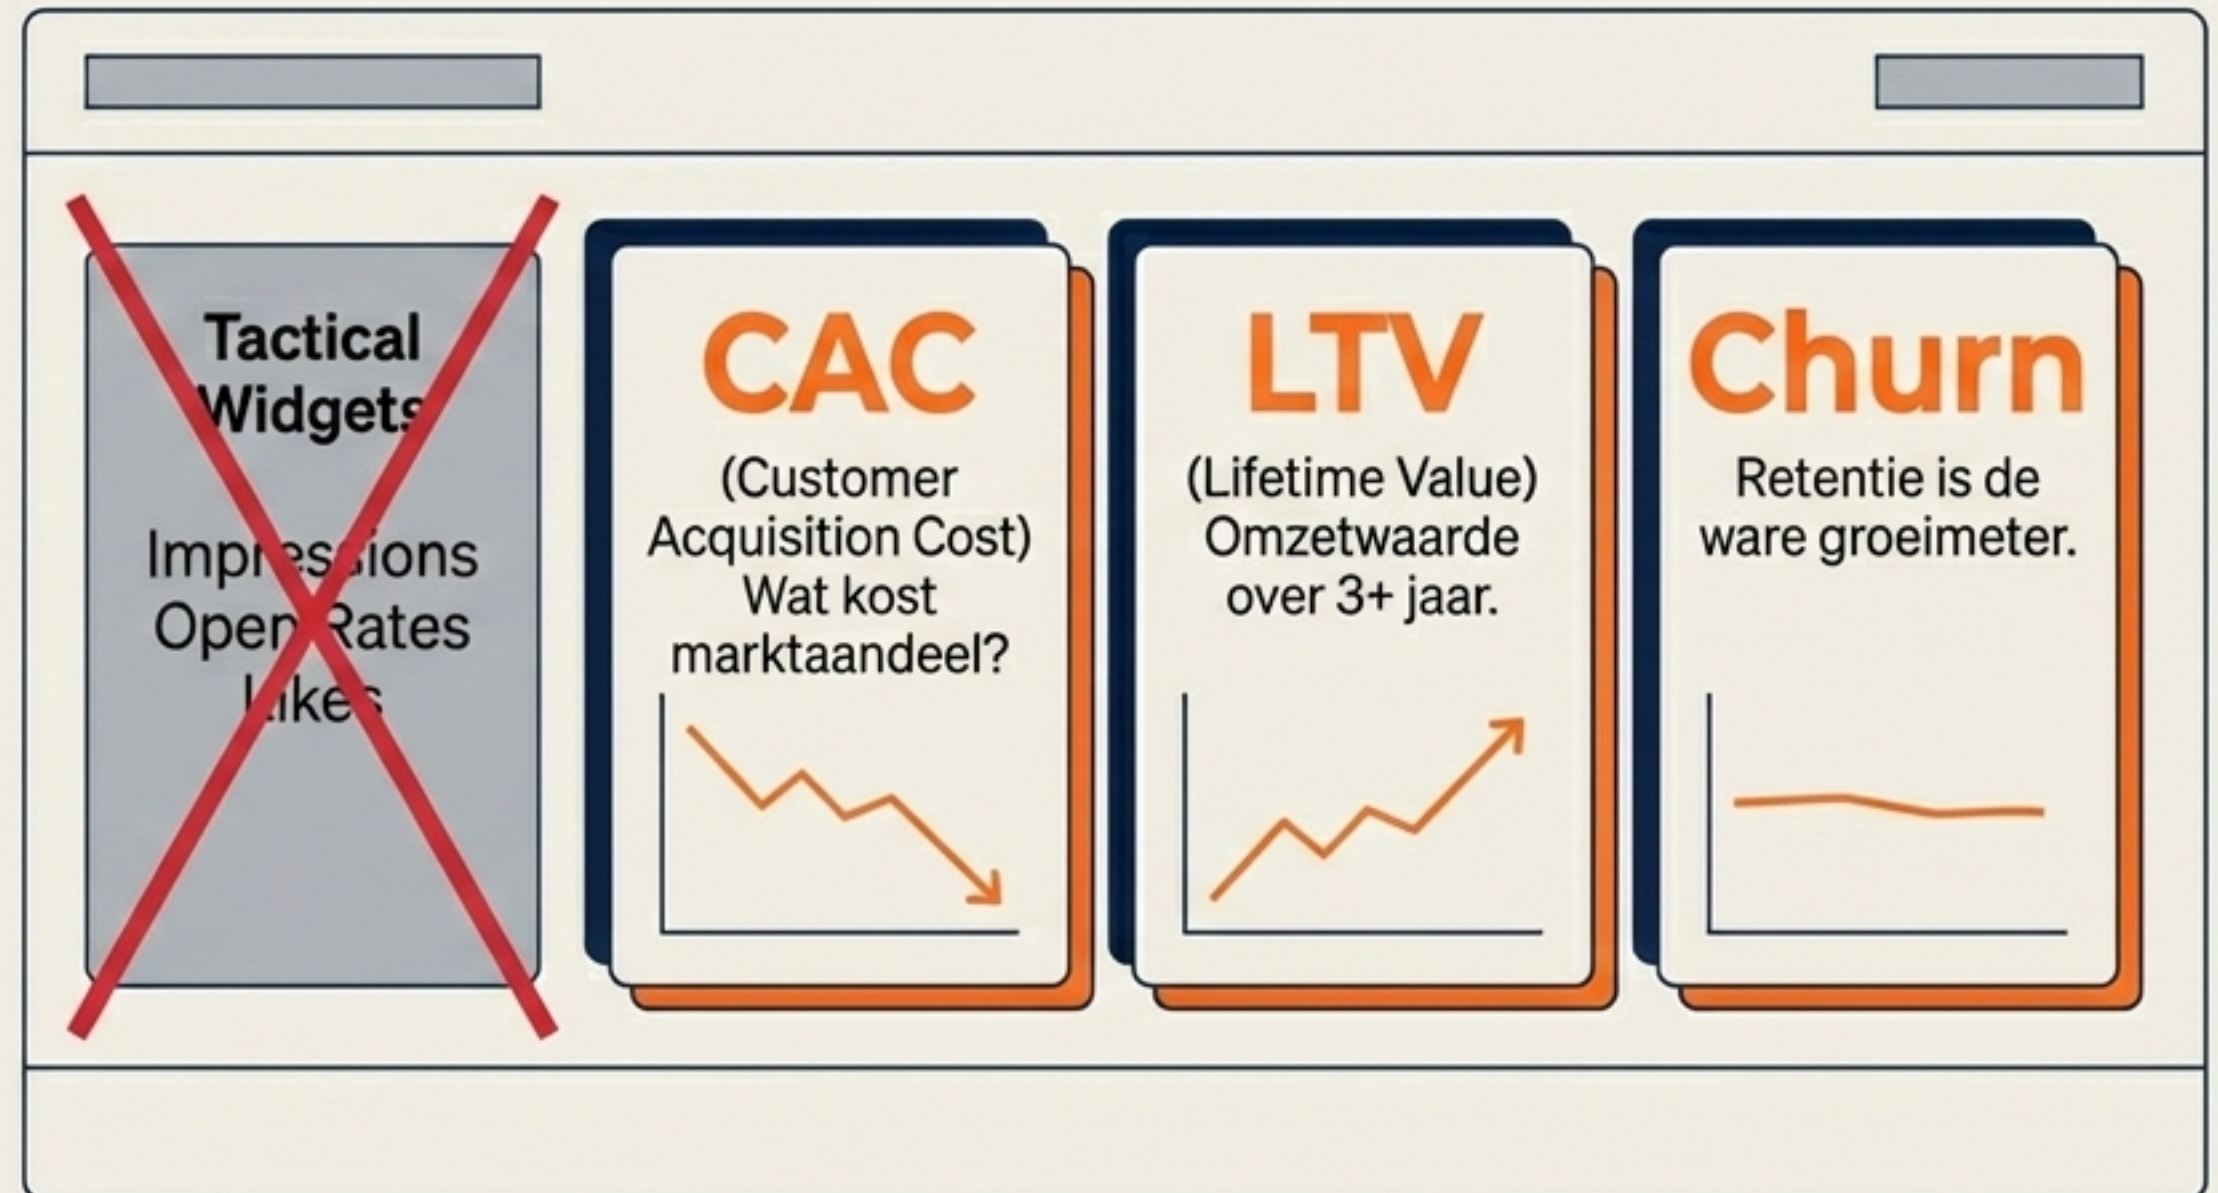 Tactical
Widgets
Impressions
Open Rates
Likes
CAC
(Customer
Acquisition Cost)
Wat kost
marktaandeel?
LTV
(Lifetime Value)
Omzetwaarde
over 3+ jaar.
Churn
Retentie is de
ware groeimeter.